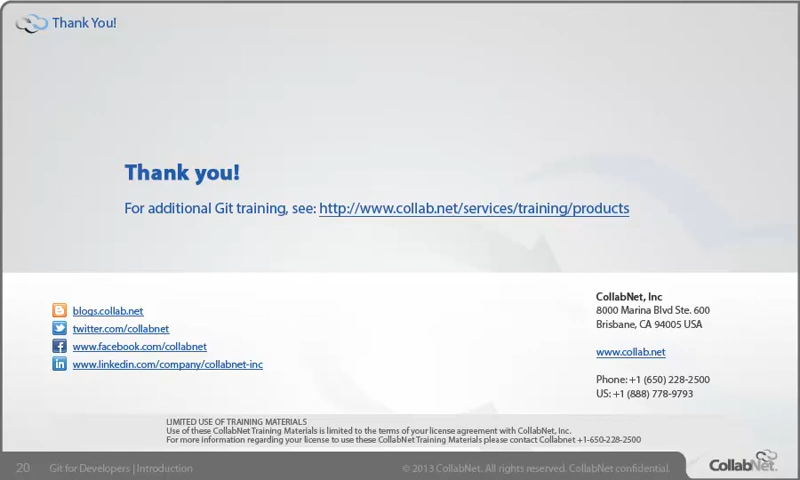 Thank You!
Thank you!
For additional Git training, see: http://www.collab.net/services/training/products
blogs.collab.net
twitter.com/collabnet
www.facebook.com/collabnet
www.linkedin.com/company/collabnet-inc
CollabNet, Inc
8000 Marina Blvd Ste. 600
Brisbane, CA 94005 USA
www.collab.net
Phone: +1 (650) 228-2500
US: +1 (888) 778-9793
LIMITED USE OF TRAINING MATERIALS
Use of these CollabNet Training Materials is limited to the terms of your license agreement with CollabNet, Inc.
For more information regarding your license to use these CollabNet Training Materials please contact Collabnet +1-650-228-2500
20 Git for Developers | Introduction © 2013 CollabNet. All rights reserved. CollabNet confidential. CollabNet.